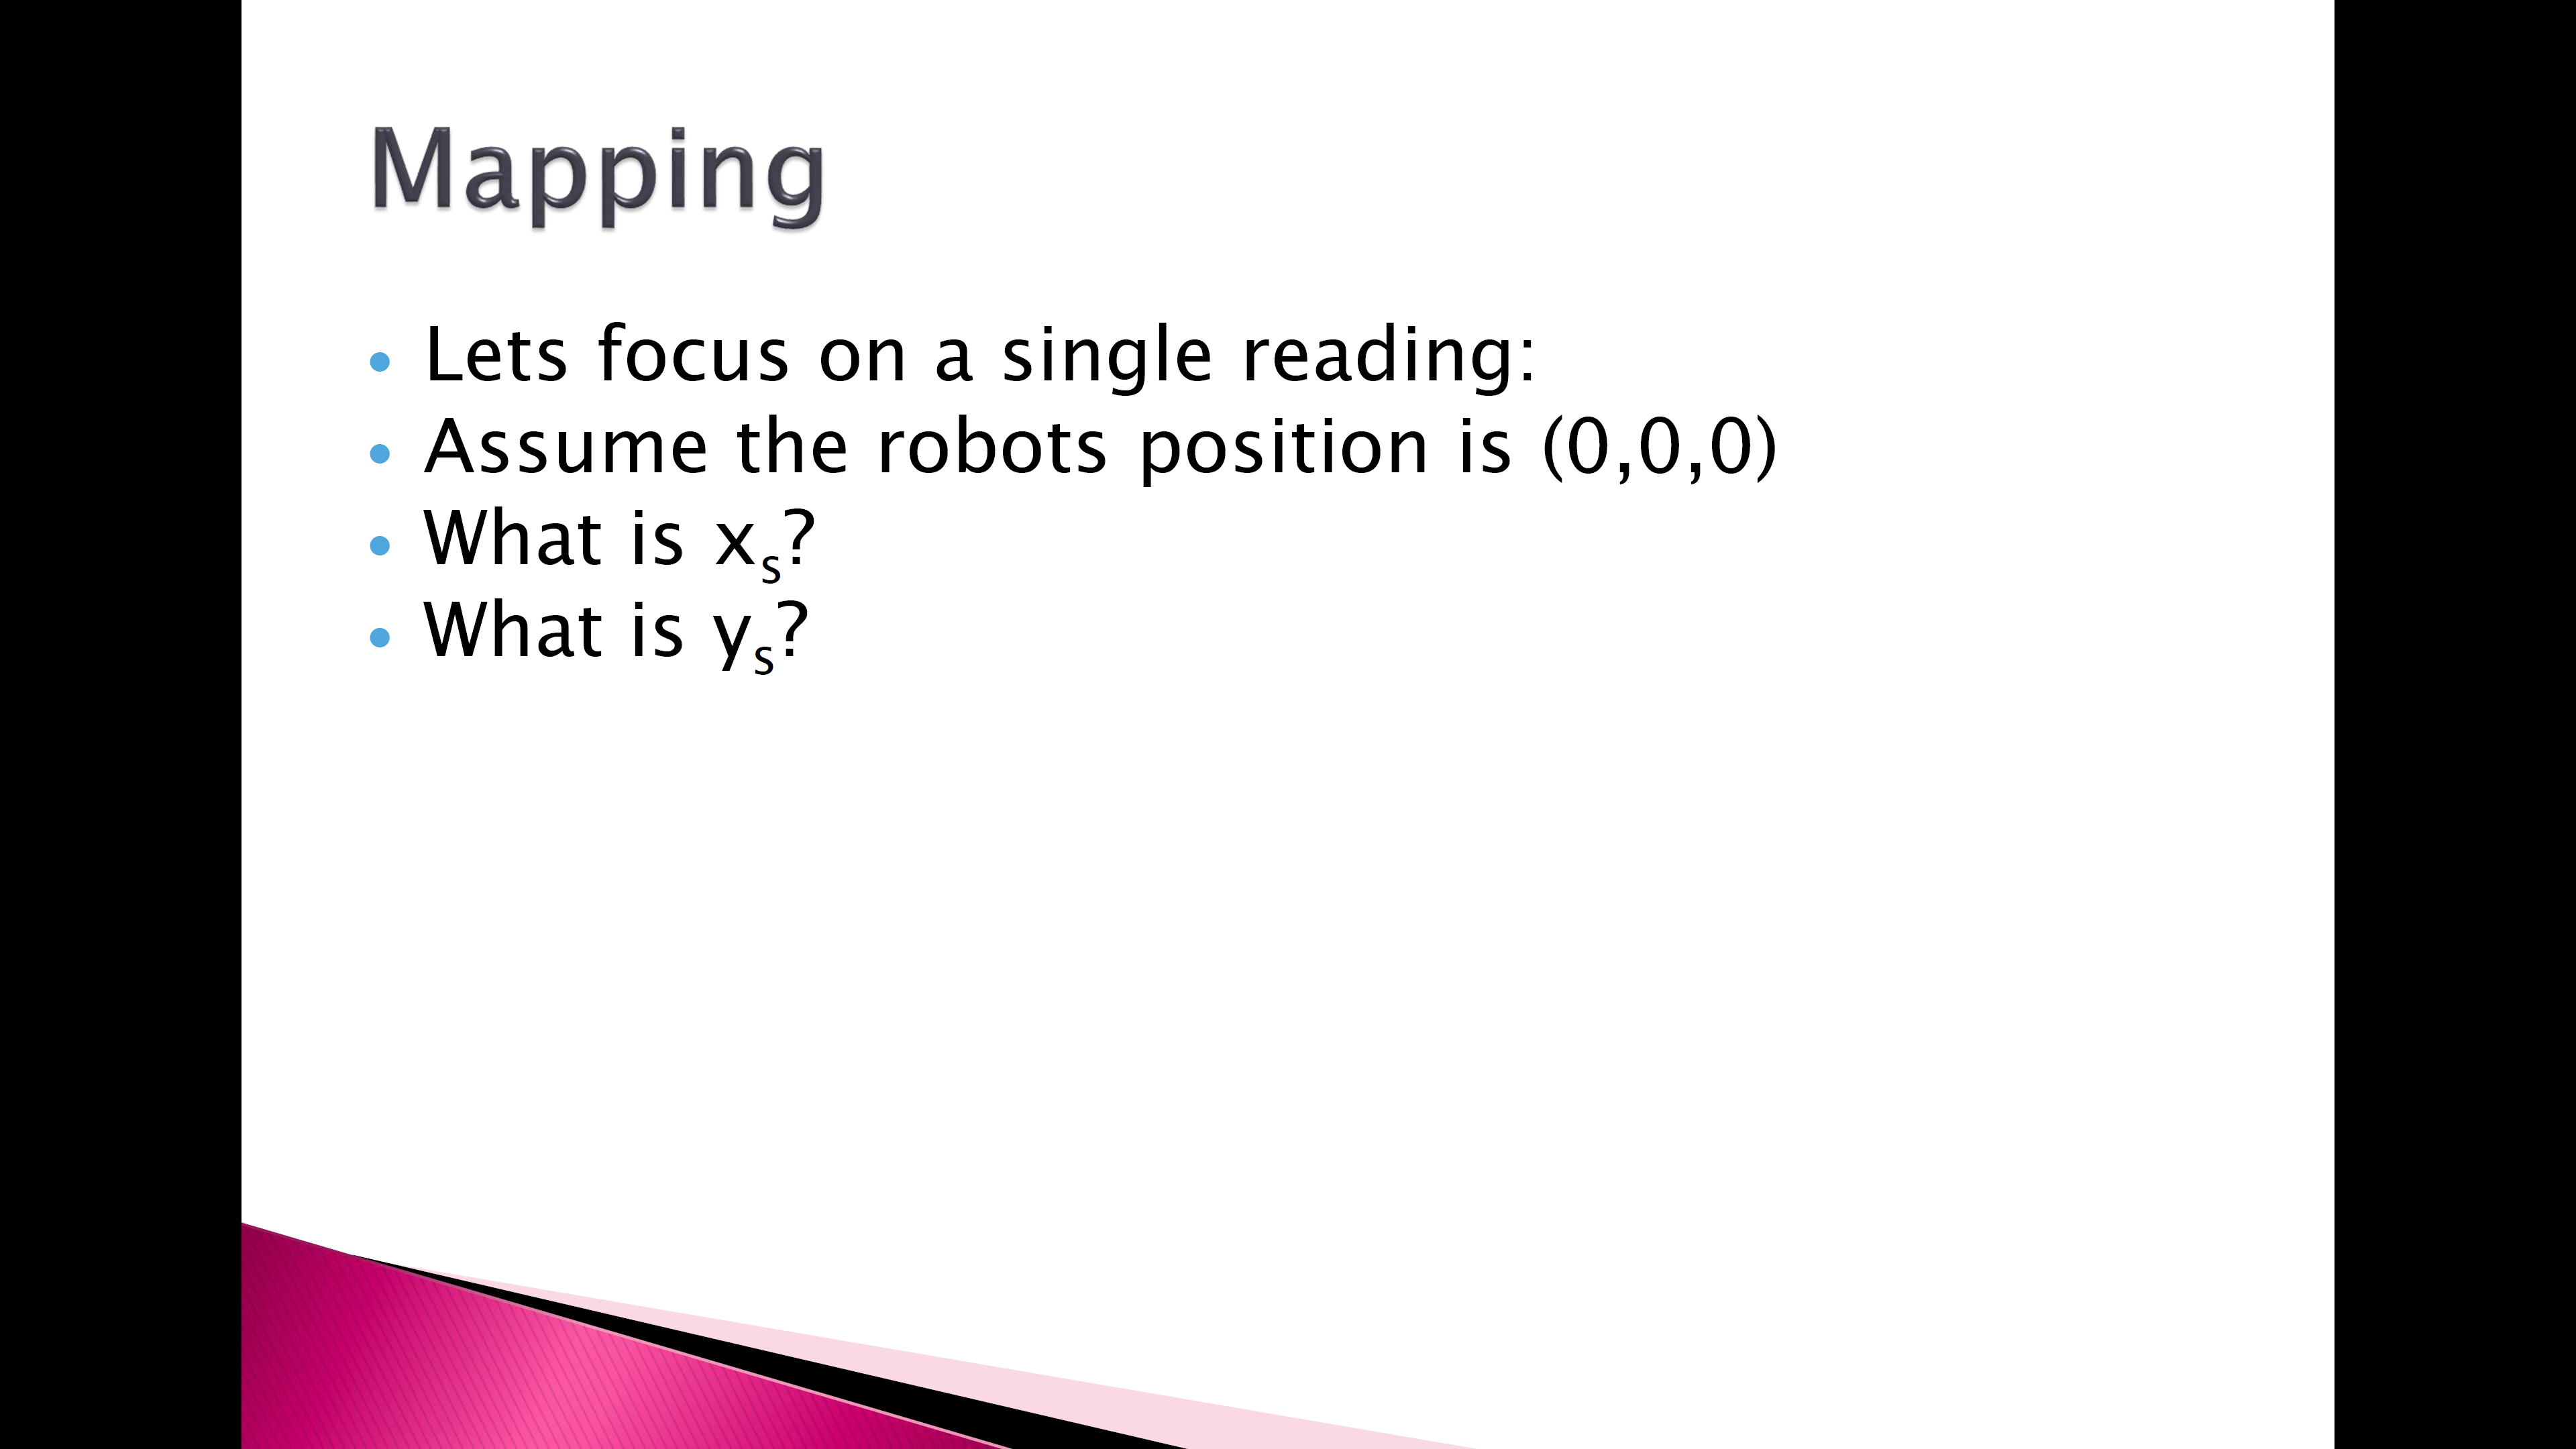 Mapping
• Lets focus on a single reading:
• Assume the robots position is (0,0,0)
• What is xₛ?
• What is yₛ?